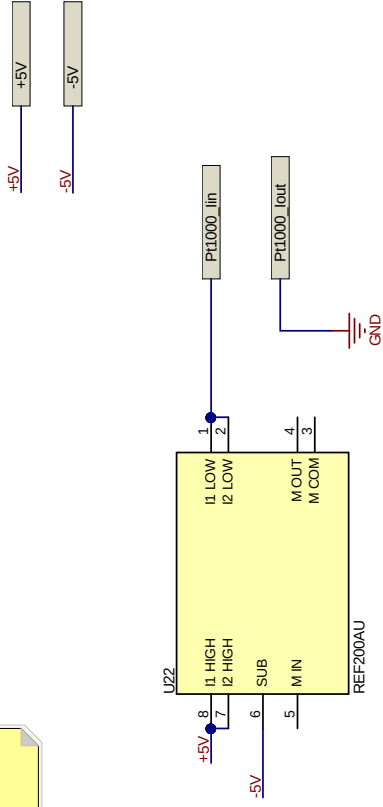 +5V
-5V
+5V
-5V
Pt1000_Iin
Pt1000_Iout
GND
1
2
4
3
I1 LOW
I2 LOW
M OUT
M COM
I1 HIGH
I2 HIGH
SUB
M IN
U22
REF200AU
8
7
6
5
+5V
-5V